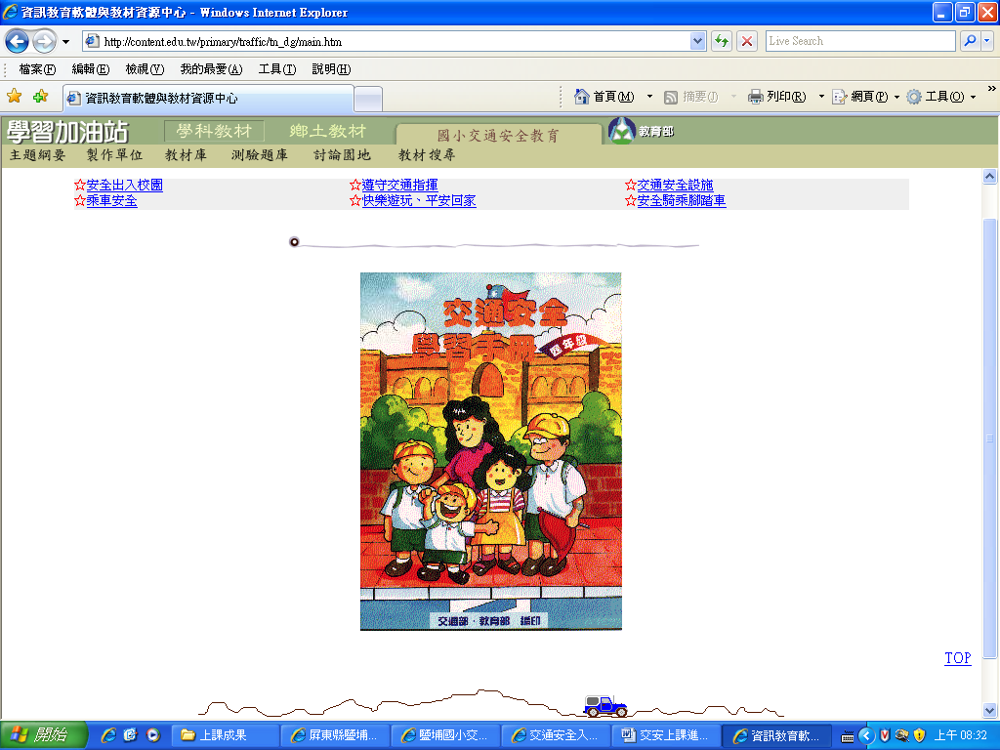 資訊教育軟體與教材資源中心 - Windows Internet Explorer
http://content.edu.tw/primary/traffic/tn_dg/main.htm
Live Search
檔案(F) 編輯(E) 檢視(V) 我的最愛(A) 工具(T) 說明(H)
資訊教育軟體與教材資源中心
首頁(M) 摘要(J) 列印(R) 網頁(P) 工具(O) »
學習加油站 學科教材 鄉土教材 國小交通安全教育 教育部
主題綱要 製作單位 教材庫 測驗題庫 討論園地 教材搜尋
☆安全出入校園 ☆遵守交通指揮 ☆交通安全設施
☆乘車安全 ☆快樂遊玩、平安回家 ☆安全騎乘腳踏車
交通安全
學習手冊
低年級
交通部·教育部 編印
TOP
開始 上課成果 屏東縣鹽埔... 鹽埔國小交... 交通安全入... 交安上課進... 資訊教育軟... 上午 08:32